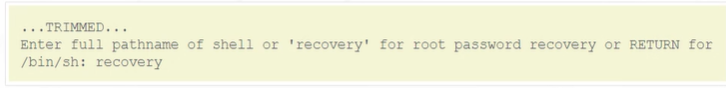 ...TRIMMED...
Enter full pathname of shell or 'recovery' for root password recovery or RETURN for
/bin/sh: recovery